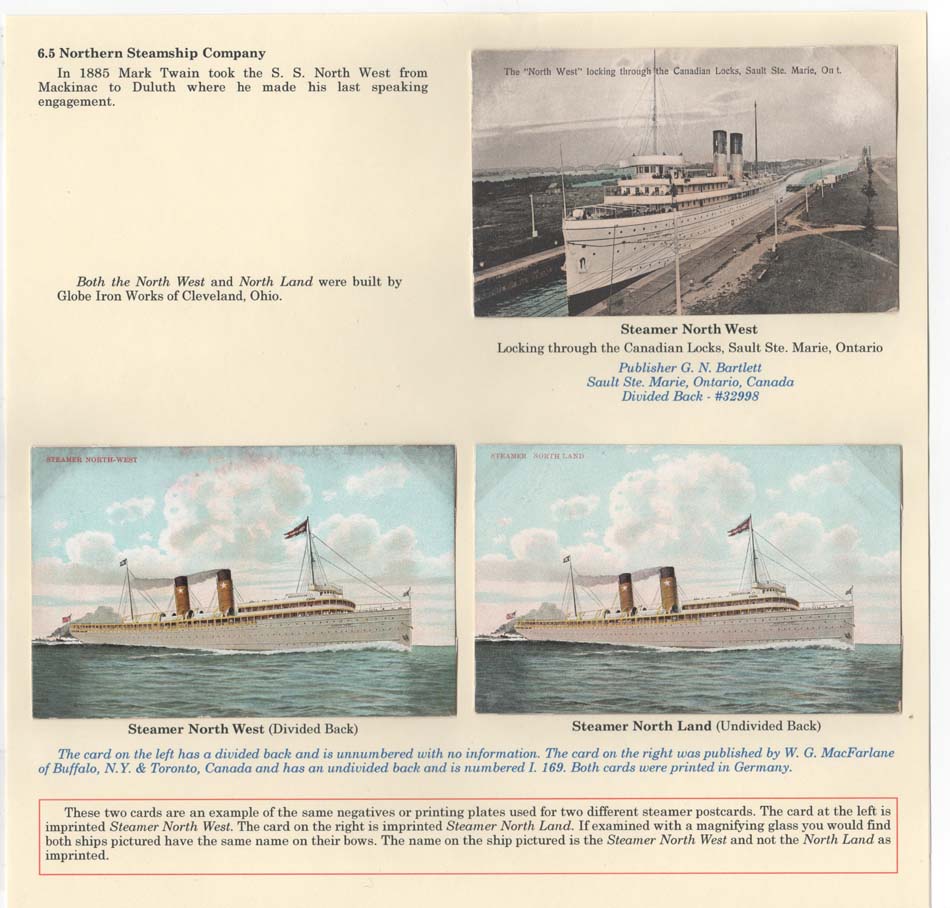 6.5 Northern Steamship Company
In 1885 Mark Twain took the S. S. North West from
Mackinac to Duluth where he made his last speaking
engagement.
Both the North West and North Land were built by
Globe Iron Works of Cleveland, Ohio.
The "North West" locking through the Canadian Locks, Sault Ste. Marie, Ont.
Steamer North West
Locking through the Canadian Locks, Sault Ste. Marie, Ontario
Publisher G. N. Bartlett
Sault Ste. Marie, Ontario, Canada
Divided Back - #32998
STEAMER NORTH-WEST
STEAMER NORTH LAND
Steamer North West (Divided Back)
Steamer North Land (Undivided Back)
The card on the left has a divided back and is unnumbered with no information. The card on the right was published by W. G. MacFarlane
of Buffalo, N.Y. & Toronto, Canada and has an undivided back and is numbered I. 169. Both cards were printed in Germany.
These two cards are an example of the same negatives or printing plates used for two different steamer postcards. The card at the left is
imprinted Steamer North West. The card on the right is imprinted Steamer North Land. If examined with a magnifying glass you would find
both ships pictured have the same name on their bows. The name on the ship pictured is the Steamer North West and not the North Land as
imprinted.